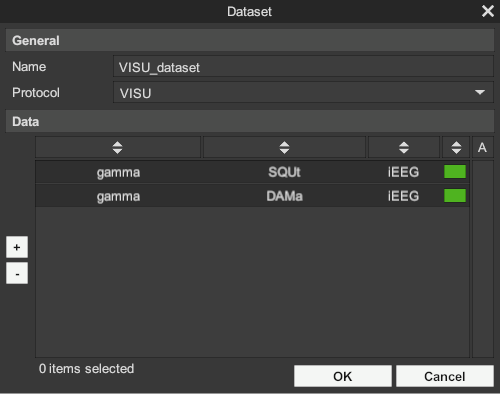 Dataset
General
Name VISU_dataset
Protocol VISU
Data
A
gamma SQUt iEEG
gamma DAMa iEEG
+
-
0 items selected
OK Cancel